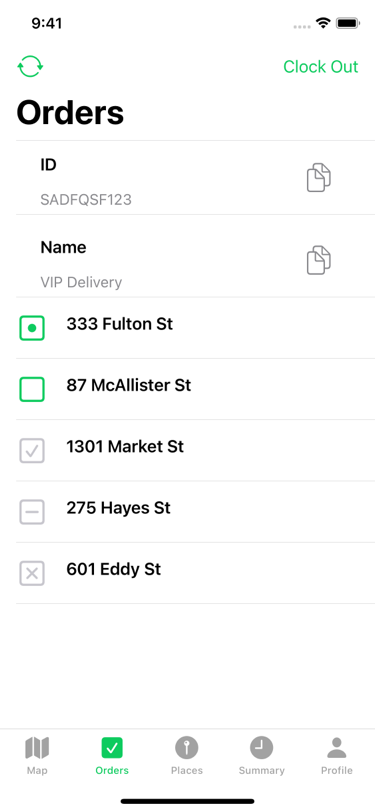 9:41
Clock Out
Orders
ID
SADFQSF123
Name
VIP Delivery
333 Fulton St
87 McAllister St
1301 Market St
275 Hayes St
601 Eddy St
Map Orders Places Summary Profile